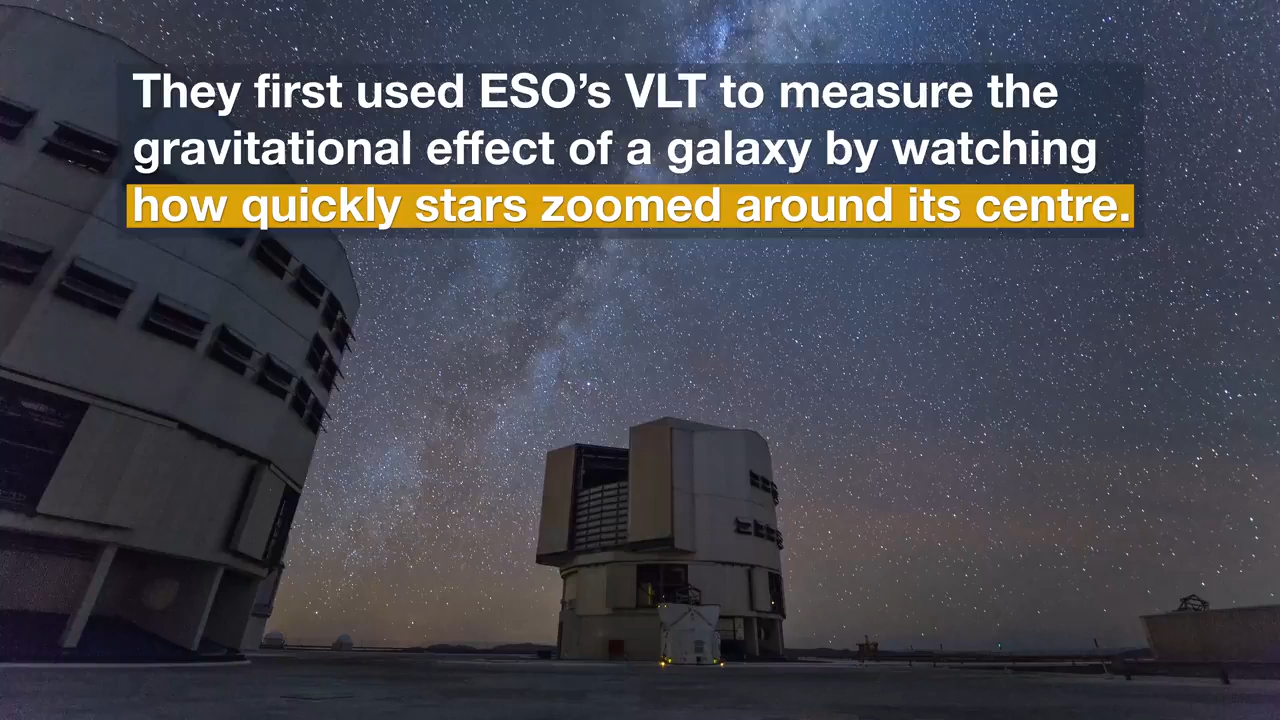 They first used ESO’s VLT to measure the
gravitational effect of a galaxy by watching
how quickly stars zoomed around its centre.